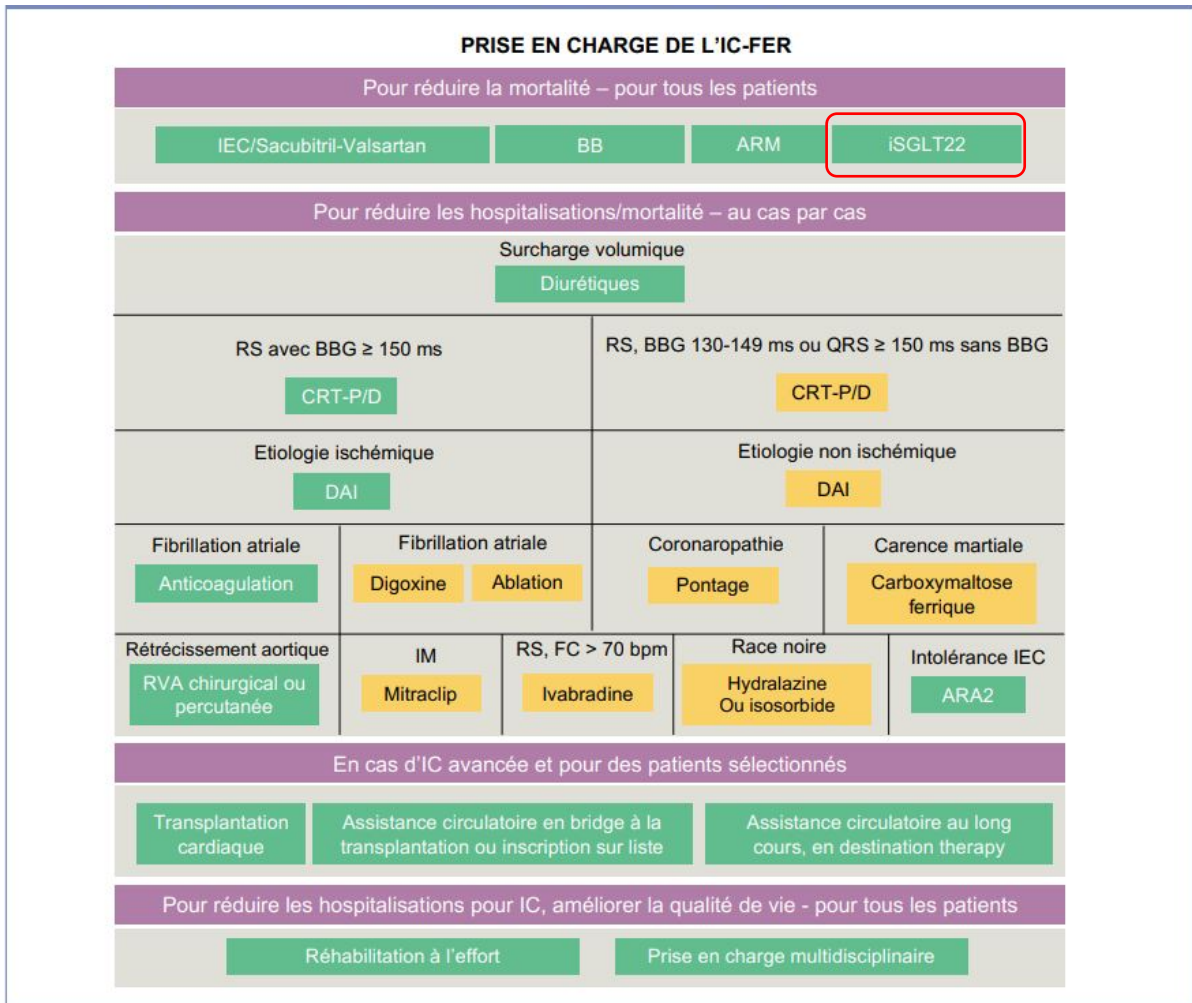 PRISE EN CHARGE DE L'IC-FER
Pour réduire la mortalité – pour tous les patients
IEC/Sacubitril-Valsartan
BB
ARM
iSGLT22
Pour réduire les hospitalisations/mortalité – au cas par cas
Surcharge volumique
Diurétiques
RS avec BBG ≥ 150 ms
CRT-P/D
RS, BBG 130-149 ms ou QRS ≥ 150 ms sans BBG
CRT-P/D
Etiologie ischémique
DAI
Etiologie non ischémique
DAI
Fibrillation atriale
Anticoagulation
Fibrillation atriale
Digoxine
Ablation
Coronaropathie
Pontage
Carence martiale
Carboxymaltose
ferrique
Rétrécissement aortique
RVA chirurgical ou
percutanée
IM
Mitraclip
RS, FC > 70 bpm
Ivabradine
Race noire
Hydralazine
Ou isosorbide
Intolérance IEC
ARA2
En cas d'IC avancée et pour des patients sélectionnés
Transplantation
cardiaque
Assistance circulatoire en bridge à la
transplantation ou inscription sur liste
Assistance circulatoire au long
cours, en destination therapy
Pour réduire les hospitalisations pour IC, améliorer la qualité de vie - pour tous les patients
Réhabilitation à l'effort
Prise en charge multidisciplinaire